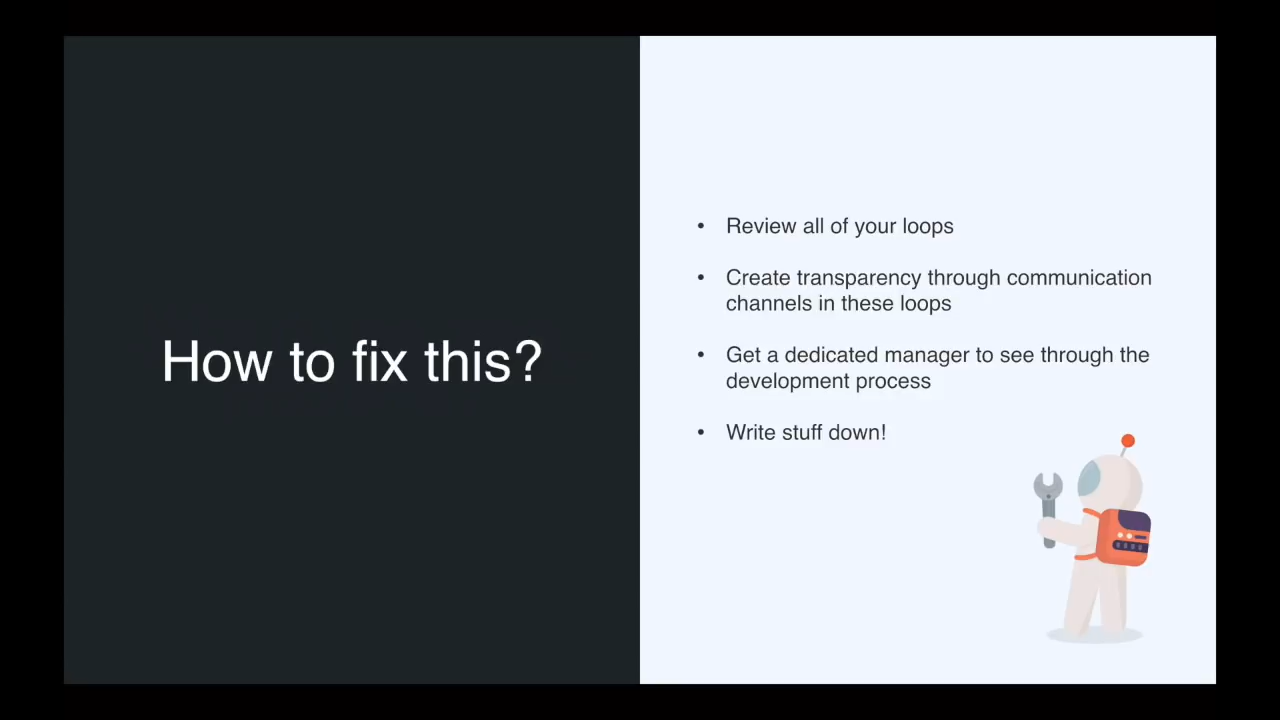 How to fix this?
• Review all of your loops
• Create transparency through communication
channels in these loops
• Get a dedicated manager to see through the
development process
• Write stuff down!